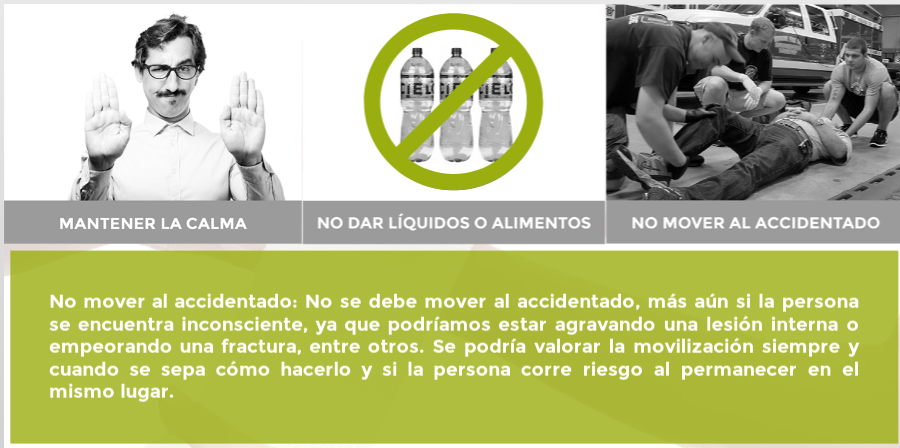 CIELO
MANTENER LA CALMA
NO DAR LÍQUIDOS O ALIMENTOS
NO MOVER AL ACCIDENTADO
No mover al accidentado: No se debe mover al accidentado, más aún si la persona
se encuentra inconsciente, ya que podríamos estar agravando una lesión interna o
empeorando una fractura, entre otros. Se podría valorar la movilización siempre y
cuando se sepa cómo hacerlo y si la persona corre riesgo al permanecer en el
mismo lugar.